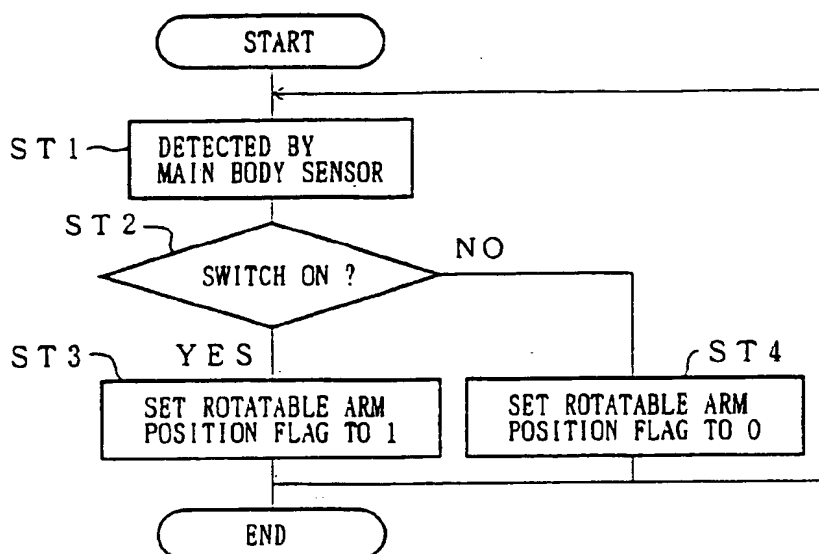 START
ST1
DETECTED BY
MAIN BODY SENSOR
ST2
SWITCH ON ?
NO
YES
ST3
SET ROTATABLE ARM
POSITION FLAG TO 1
ST4
SET ROTATABLE ARM
POSITION FLAG TO 0
END